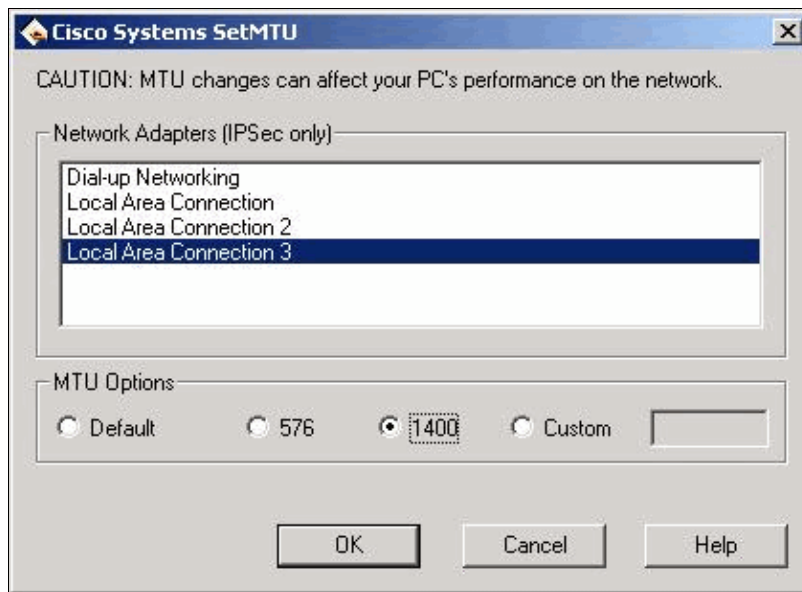 Cisco Systems SetMTU
CAUTION: MTU changes can affect your PC's performance on the network.
Network Adapters (IPSec only)
Dial-up Networking
Local Area Connection
Local Area Connection 2
Local Area Connection 3
MTU Options
Default 576 1400 Custom
OK Cancel Help